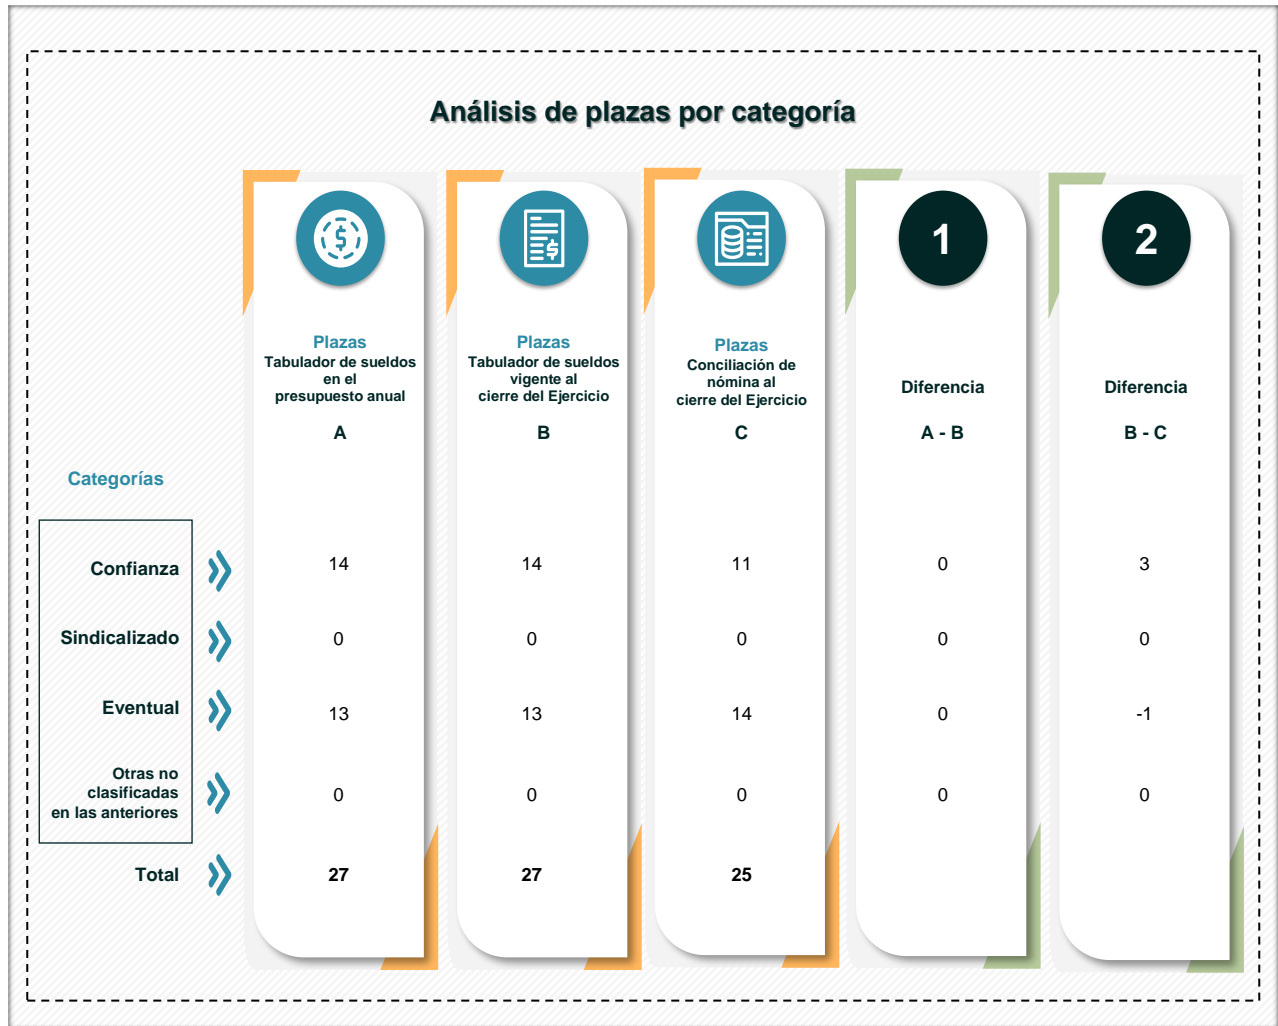 Análisis de plazas por categoría
1
2
Plazas
Tabulador de sueldos
en el
presupuesto anual
A
Plazas
Tabulador de sueldos
vigente al
cierre del Ejercicio
B
Plazas
Conciliación de
nómina al
cierre del Ejercicio
C
Diferencia
A - B
Diferencia
B - C
Categorías
Confianza 14 14 11 0 3
Sindicalizado 0 0 0 0 0
Eventual 13 13 14 0 -1
Otras no
clasificadas
en las anteriores 0 0 0 0 0
Total 27 27 25